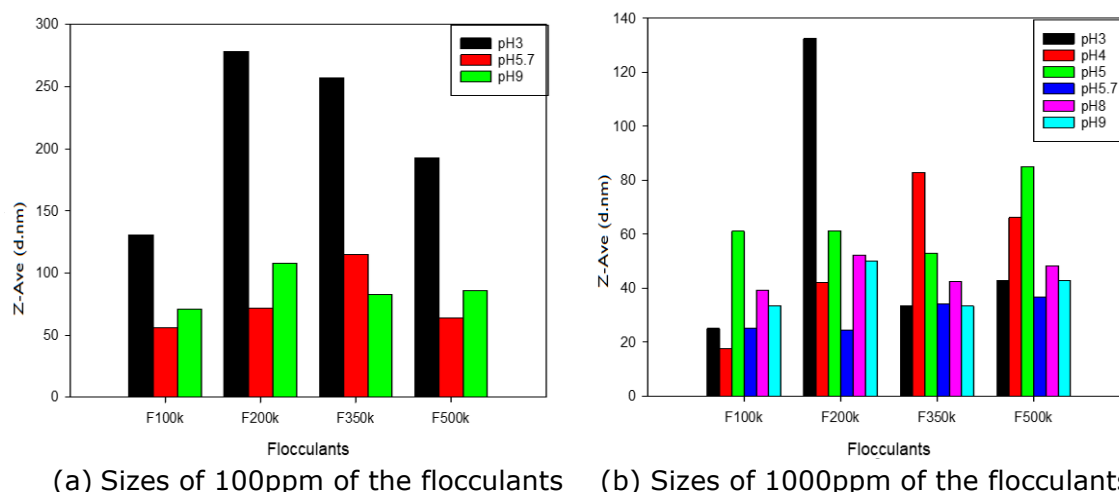 300
250
200
150
100
50
0
Z-Ave (d.nm)
pH3
pH5.7
pH9
F100k F200k F350k F500k
Flocculants
(a) Sizes of 100ppm of the flocculants
140
120
100
80
60
40
20
0
Z-Ave (d.nm)
pH3
pH4
pH5
pH5.7
pH8
pH9
F100k F200k F350k F500k
Flocculants
(b) Sizes of 1000ppm of the flocculant